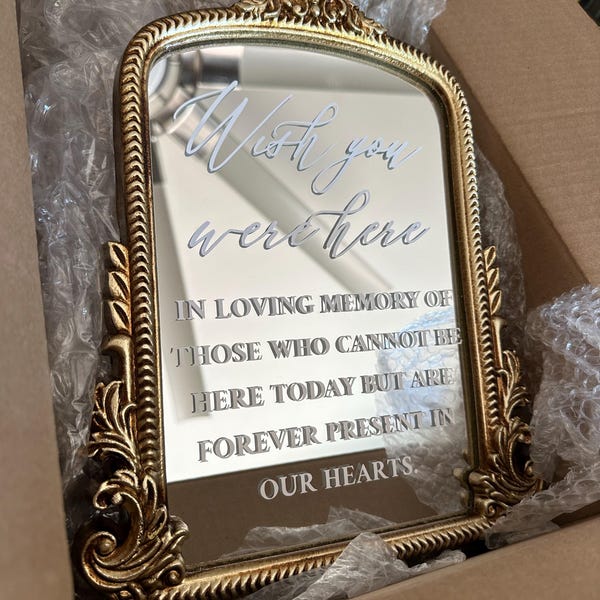 Wish you
were here
IN LOVING MEMORY OF
THOSE WHO CANNOT BE
HERE TODAY BUT ARE
FOREVER PRESENT IN
OUR HEARTS.